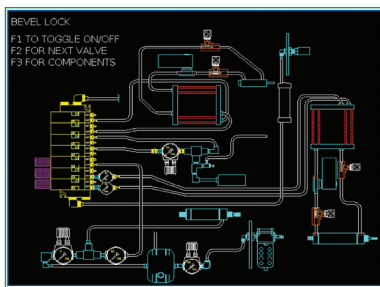 BEVEL LOCK
F1 TO TOGGLE ON/OFF
F2 FOR NEXT VALVE
F3 FOR COMPONENTS